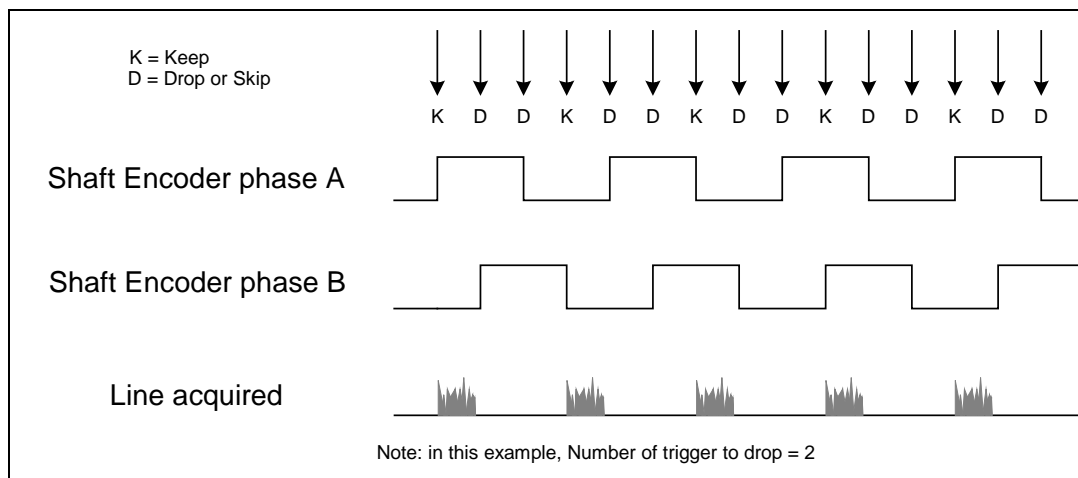 K = Keep
D = Drop or Skip
K D D K D D K D D K D D K D D
Shaft Encoder phase A
Shaft Encoder phase B
Line acquired
Note: in this example, Number of trigger to drop = 2